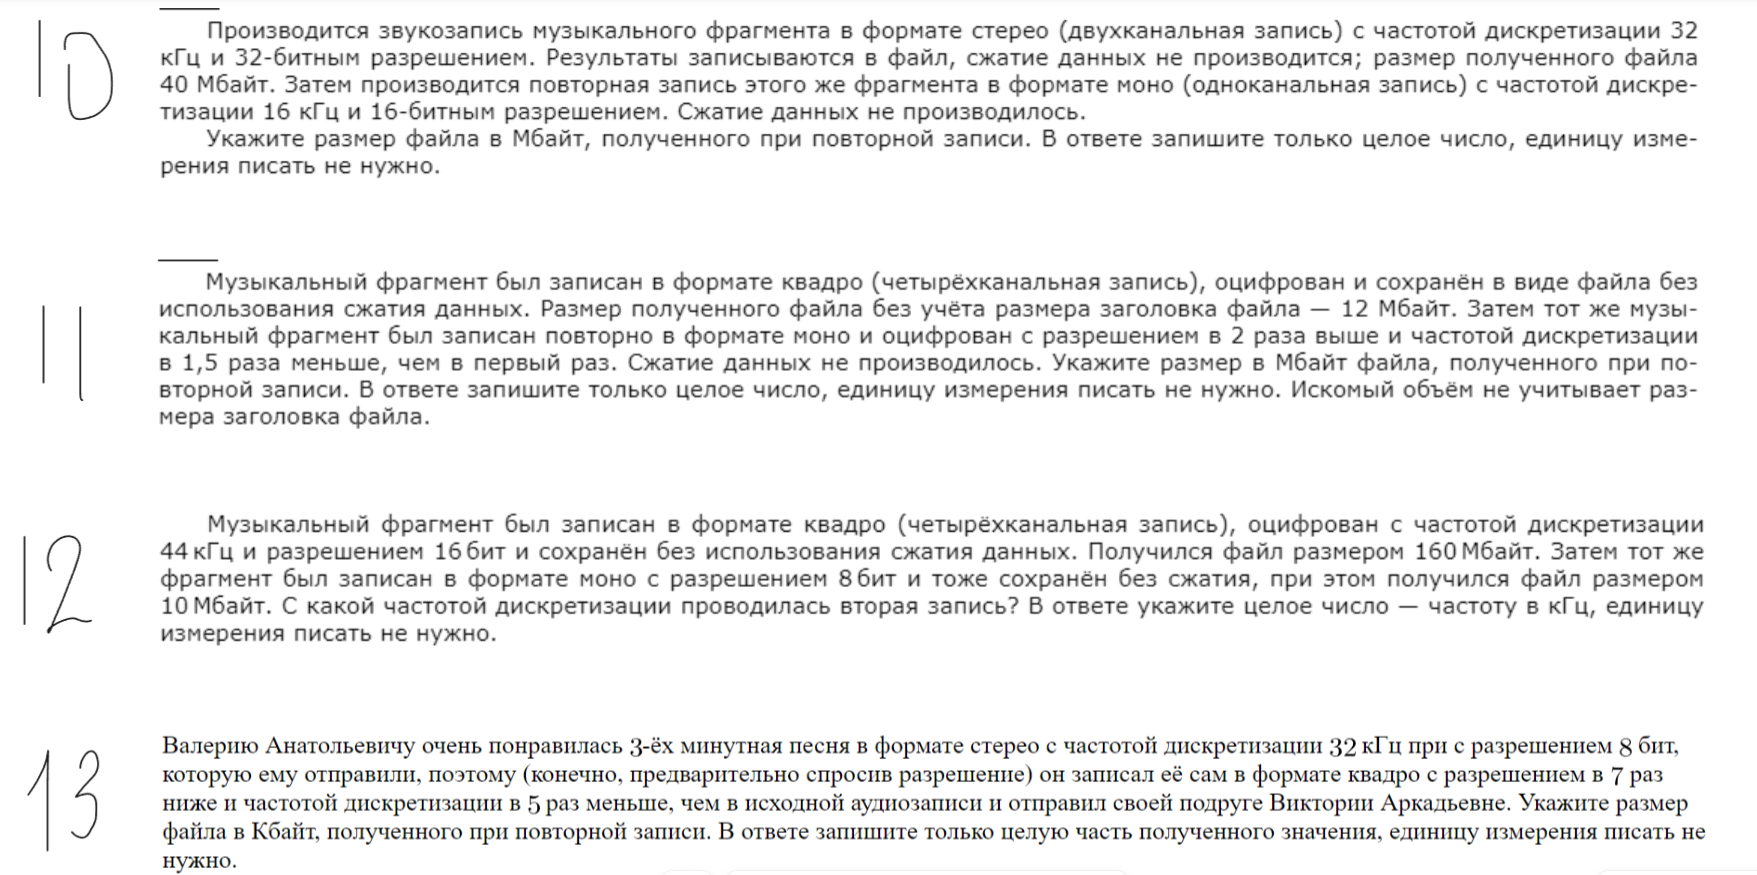 10
Производится звукозапись музыкального фрагмента в формате стерео (двухканальная запись) с частотой дискретизации 32
кГц и 32-битным разрешением. Результаты записываются в файл, сжатие данных не производится; размер полученного файла
40 Мбайт. Затем производится повторная запись этого же фрагмента в формате моно (одноканальная запись) с частотой дискре-
тизации 16 кГц и 16-битным разрешением. Сжатие данных не производилось.
Укажите размер файла в Мбайт, полученного при повторной записи. В ответе запишите только целое число, единицу изме-
рения писать не нужно.
11
Музыкальный фрагмент был записан в формате квадро (четырёхканальная запись), оцифрован и сохранён в виде файла без
использования сжатия данных. Размер полученного файла без учёта размера заголовка файла — 12 Мбайт. Затем тот же музы-
кальный фрагмент был записан повторно в формате моно и оцифрован с разрешением в 2 раза выше и частотой дискретизации
в 1,5 раза меньше, чем в первый раз. Сжатие данных не производилось. Укажите размер в Мбайт файла, полученного при по-
вторной записи. В ответе запишите только целое число, единицу измерения писать не нужно. Искомый объём не учитывает раз-
мера заголовка файла.
12
Музыкальный фрагмент был записан в формате квадро (четырёхканальная запись), оцифрован с частотой дискретизации
44 кГц и разрешением 16 бит и сохранён без использования сжатия данных. Получился файл размером 160 Мбайт. Затем тот же
фрагмент был записан в формате моно с разрешением 8 бит и тоже сохранён без сжатия, при этом получился файл размером
10 Мбайт. С какой частотой дискретизации проводилась вторая запись? В ответе укажите целое число — частоту в кГц, единицу
измерения писать не нужно.
13
Валерию Анатольевичу очень понравилась 3-ёх минутная песня в формате стерео с частотой дискретизации 32 кГц при с разрешением 8 бит,
которую ему отправили, поэтому (конечно, предварительно спросив разрешение) он записал её сам в формате квадро с разрешением в 7 раз
ниже и частотой дискретизации в 5 раз меньше, чем в исходной аудиозаписи и отправил своей подруге Виктории Аркадьевне. Укажите размер
файла в Кбайт, полученного при повторной записи. В ответе запишите только целую часть полученного значения, единицу измерения писать не
нужно.